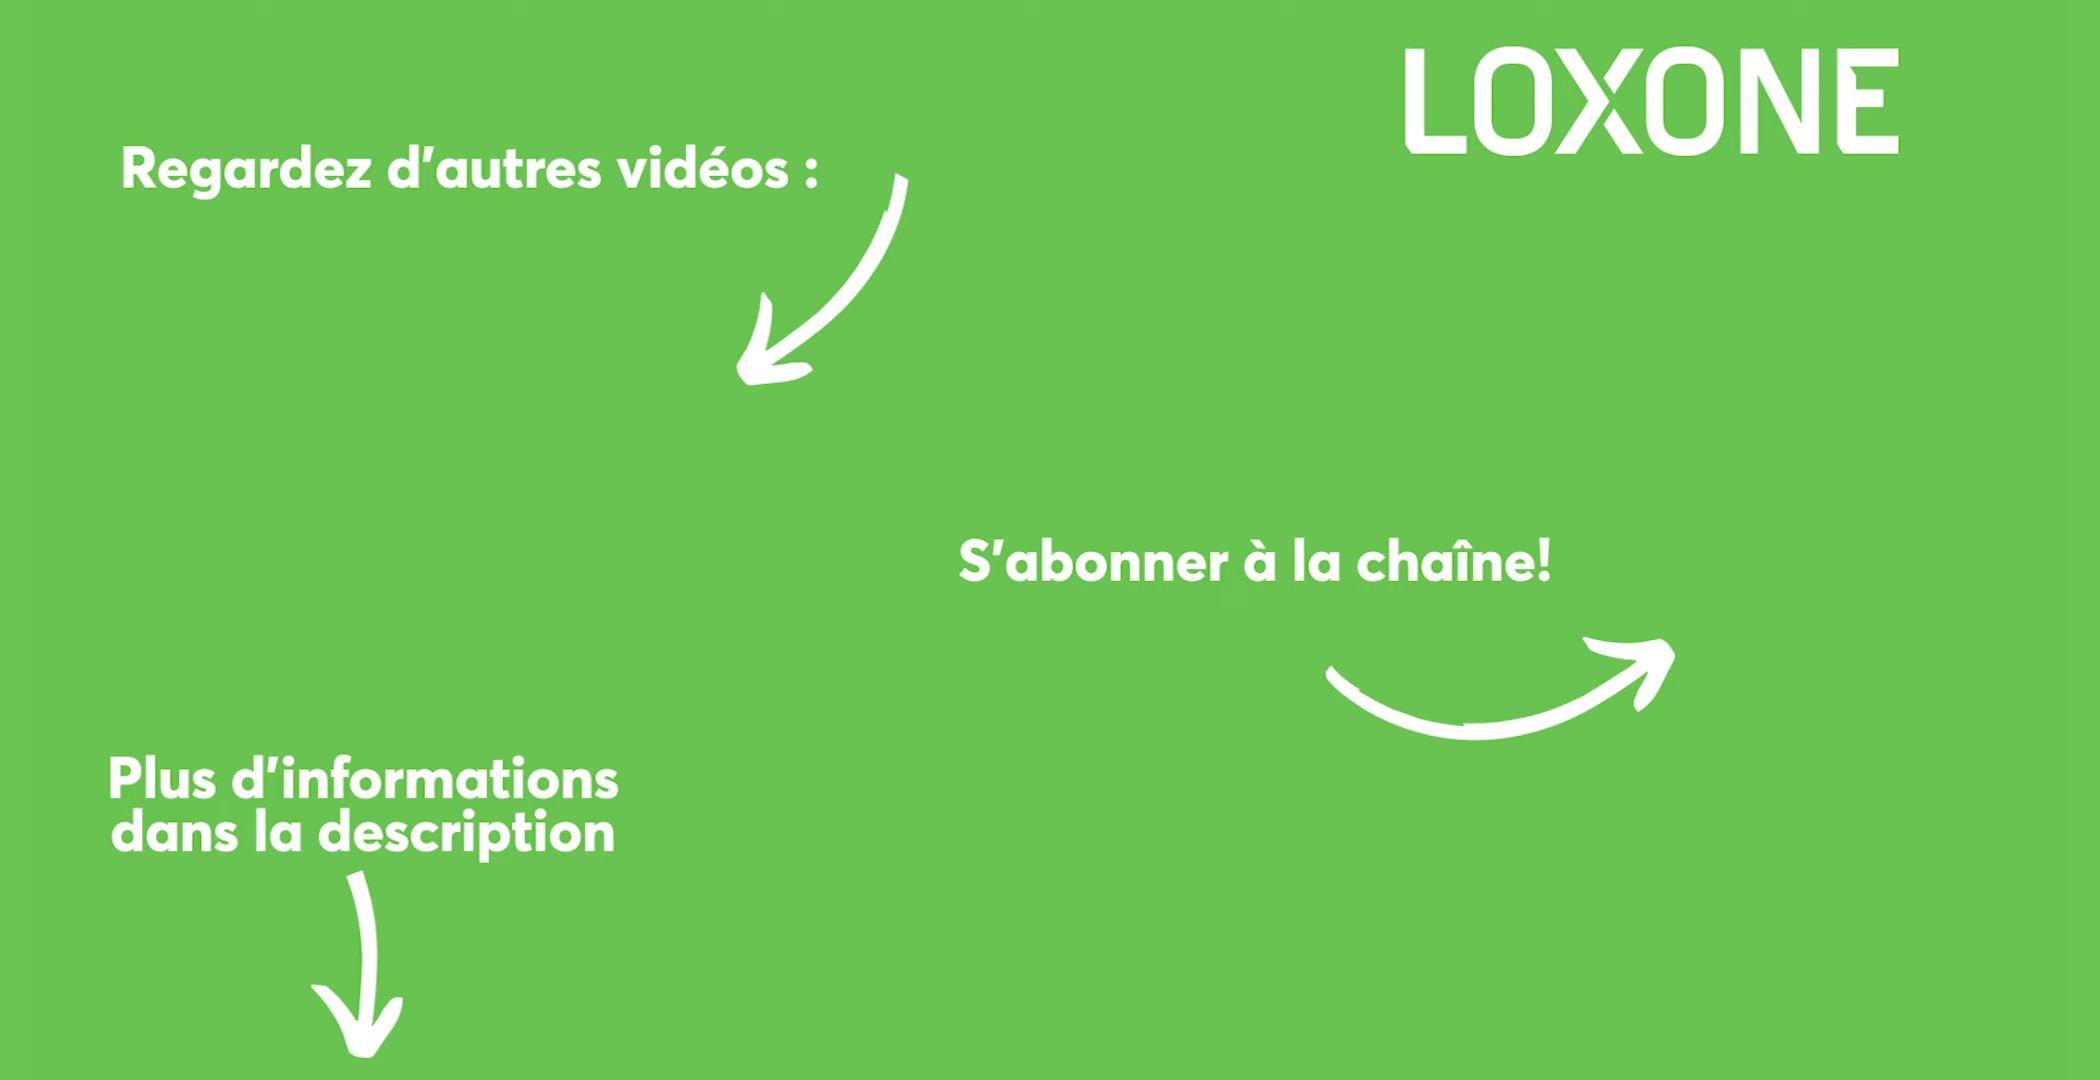 LOXONE
Regardez d'autres vidéos :
S'abonner à la chaîne!
Plus d'informations
dans la description